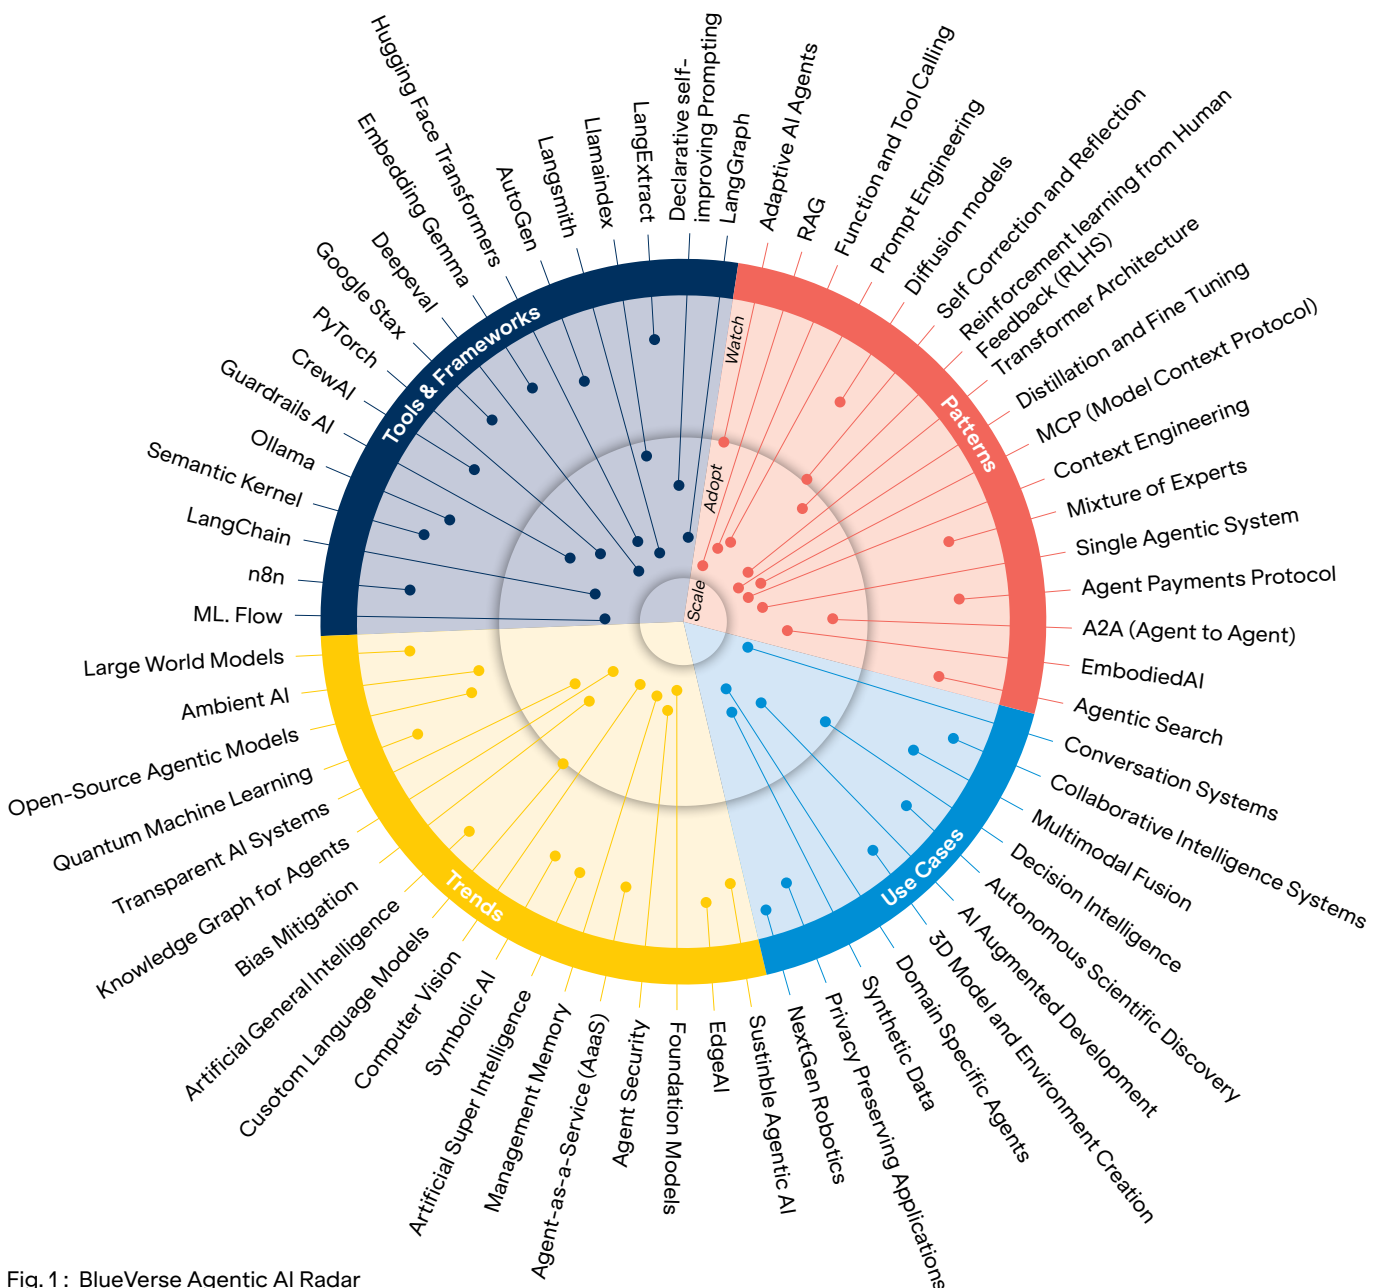 Hugging Face Transformers
Embedding Gemma
AutoGen
Langsmith
Llamaindex
LangExtract
Declarative self-
improving Prompting
LangGraph
Adaptive AI Agents
RAG
Function and Tool Calling
Prompt Engineering
Diffusion models
Self Correction and Reflection
Reinforcement learning from Human
Feedback (RLHS)
Transformer Architecture
Distillation and Fine Tuning
MCP (Model Context Protocol)
Context Engineering
Mixture of Experts
Single Agentic System
Agent Payments Protocol
A2A (Agent to Agent)
EmbodiedAI
Agentic Search
Conversation Systems
Collaborative Intelligence Systems
Multimodal Fusion
Decision Intelligence
Autonomous Scientific Discovery
AI Augmented Development
3D Model and Environment Creation
Domain Specific Agents
Synthetic Data
Privacy Preserving Applications
NextGen Robotics
Sustinble Agentic AI
EdgeAI
Foundation Models
Agent Security
Agent-as-a-Service (AaaS)
Management Memory
Artificial Super Intelligence
Symbolic AI
Computer Vision
Cusotom Language Models
Artificial General Intelligence
Bias Mitigation
Knowledge Graph for Agents
Transparent AI Systems
Quantum Machine Learning
Open-Source Agentic Models
Ambient AI
Large World Models
ML. Flow
n8n
LangChain
Semantic Kernel
Ollama
Guardrails AI
CrewAI
PyTorch
Google Stax
Deepeval
Tools & Frameworks
Patterns
Use Cases
Trends
Watch
Adopt
Scale
Fig. 1 : BlueVerse Agentic AI Radar